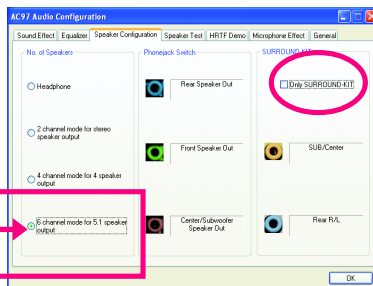 AC97 Audio Configuration
Sound Effect Equalizer Speaker Configuration Speaker Test HRTF Demo Microphone Effect General
No. of Speakers
Phonejack Switch
SURROUND-KIT
Headphone
Rear Speaker Out
Only SURROUND-KIT
2 channel mode for stereo
speaker output
Front Speaker Out
SUB/Center
4 channel mode for 4 speaker
output
6 channel mode for 5.1 speaker
output
Center/Subwoofer
Speaker Out
Rear R/L
OK